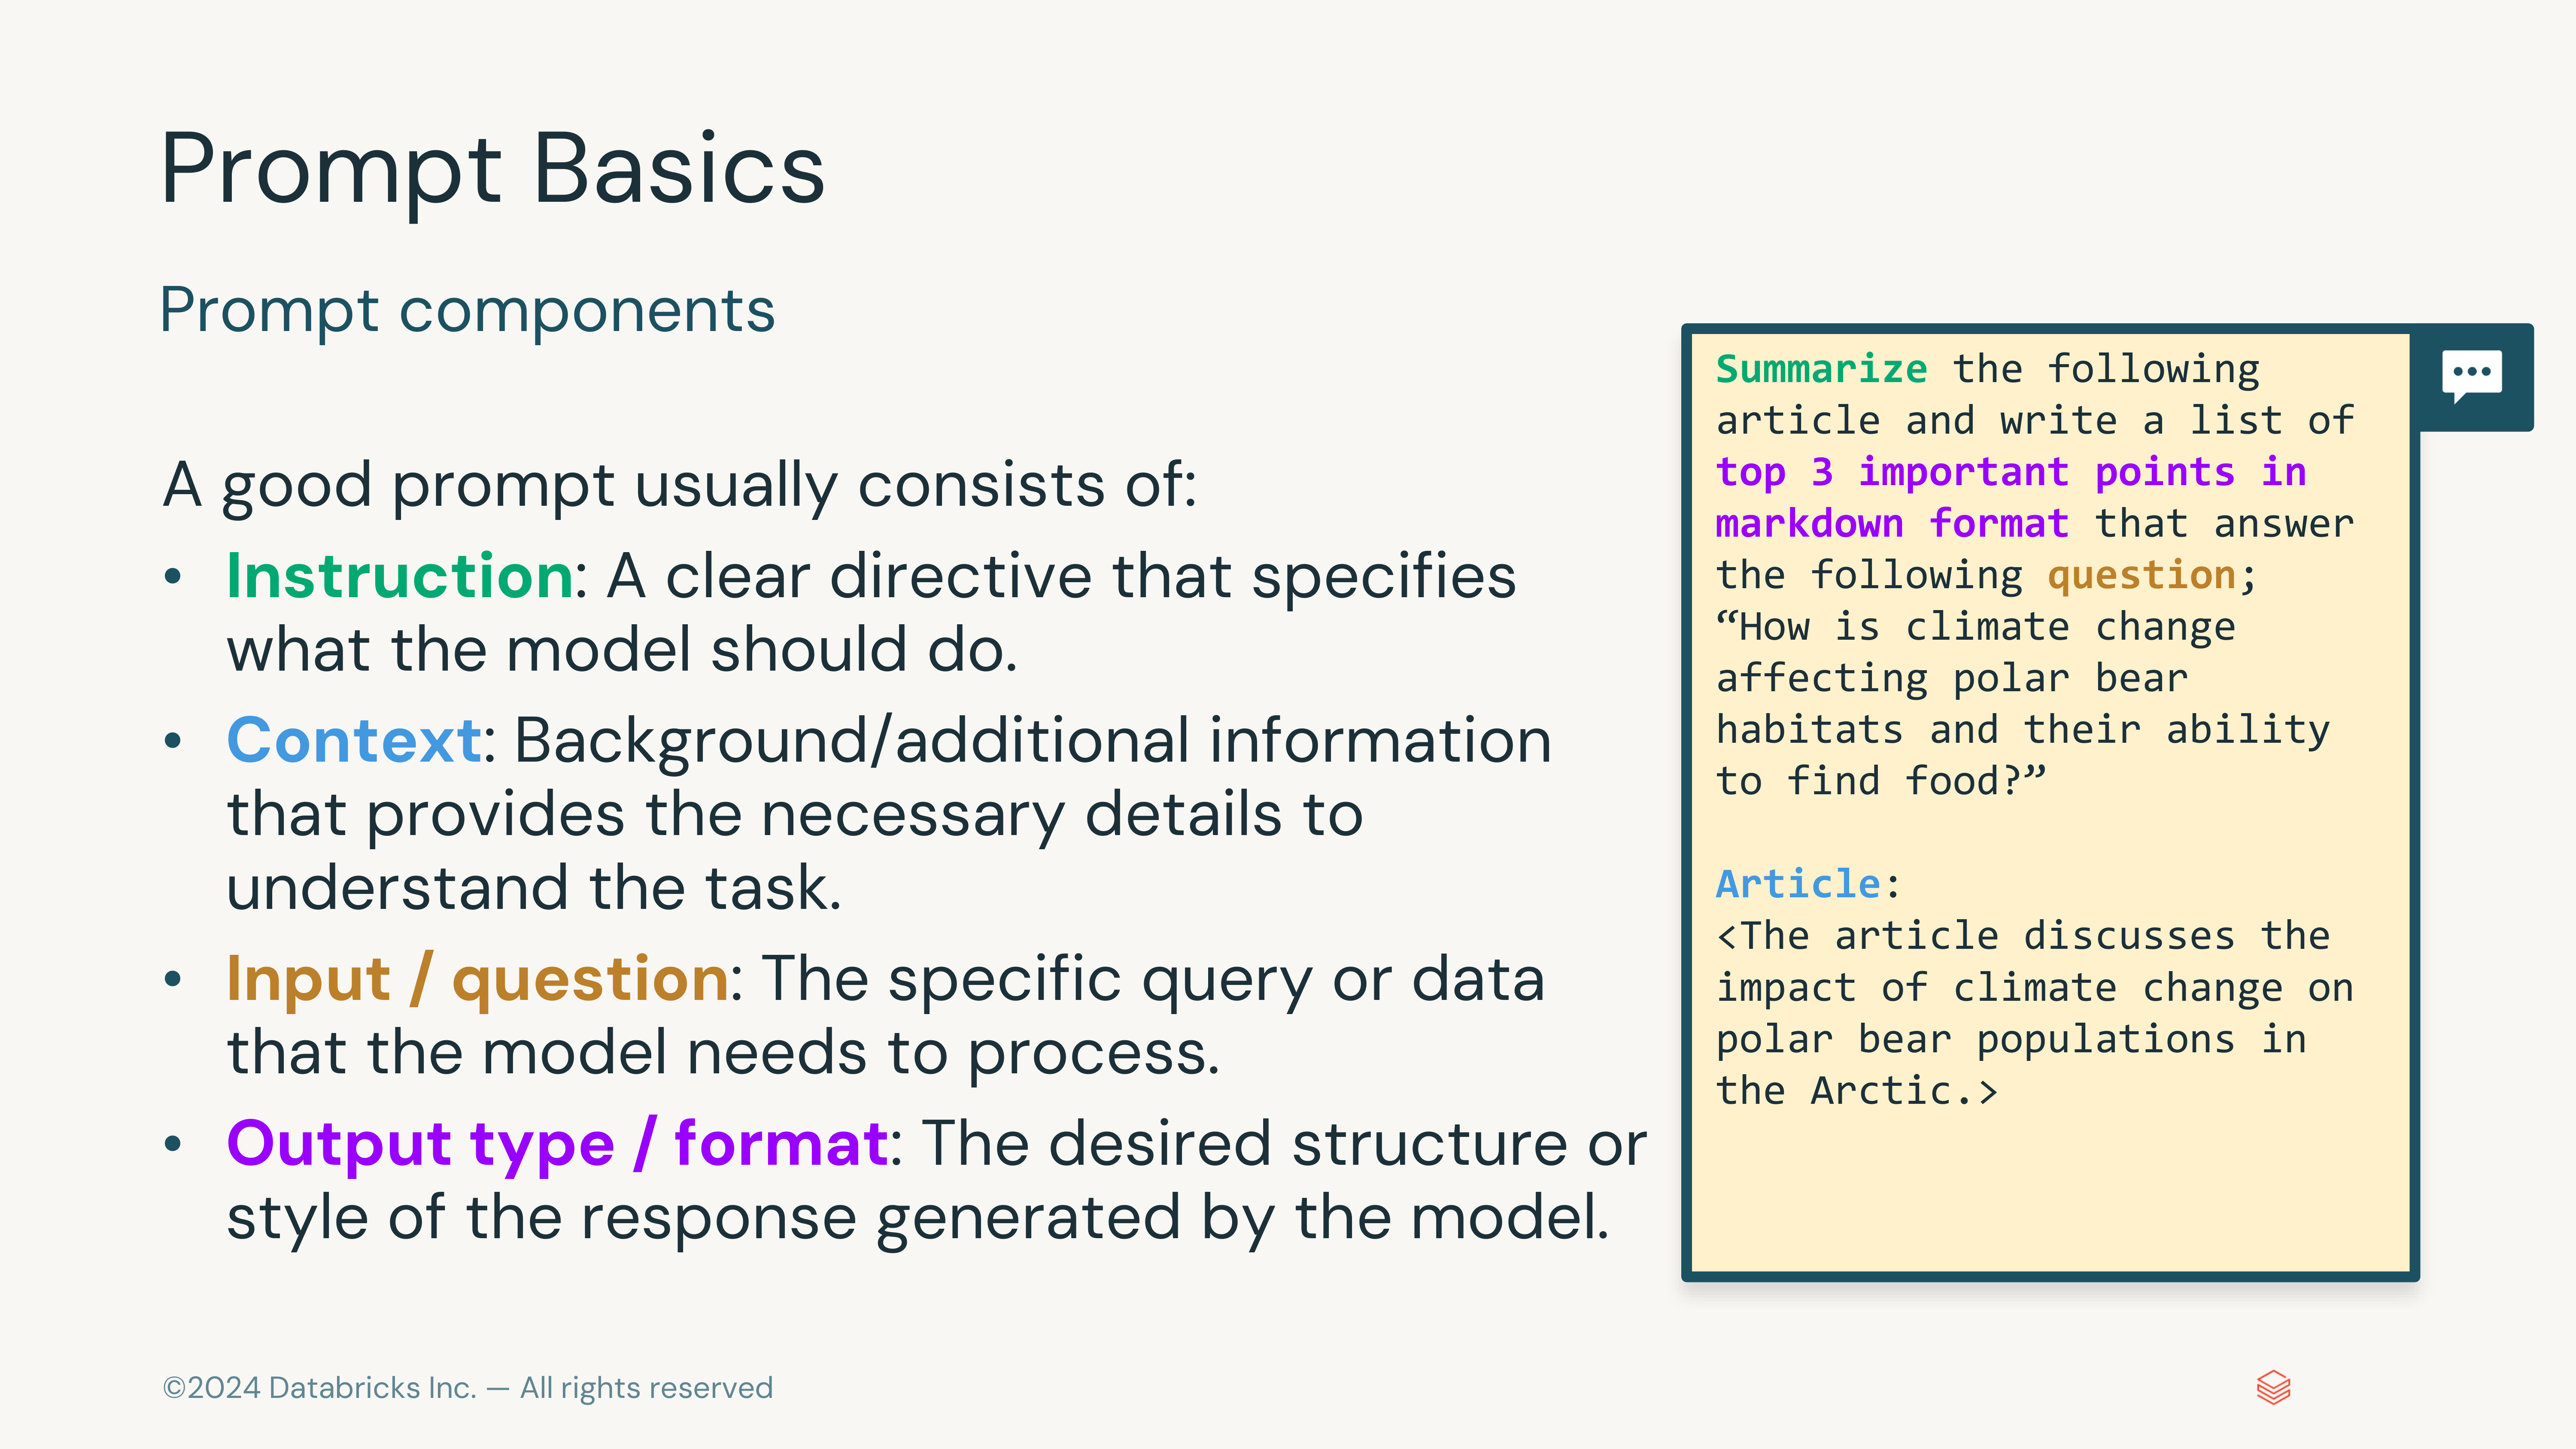 Prompt Basics
Prompt components
A good prompt usually consists of:
• Instruction: A clear directive that specifies
what the model should do.
• Context: Background/additional information
that provides the necessary details to
understand the task.
• Input / question: The specific query or data
that the model needs to process.
• Output type / format: The desired structure or
style of the response generated by the model.
Summarize the following
article and write a list of
top 3 important points in
markdown format that answer
the following question;
“How is climate change
affecting polar bear
habitats and their ability
to find food?”
Article:
<The article discusses the
impact of climate change on
polar bear populations in
the Arctic.>
©2024 Databricks Inc. — All rights reserved